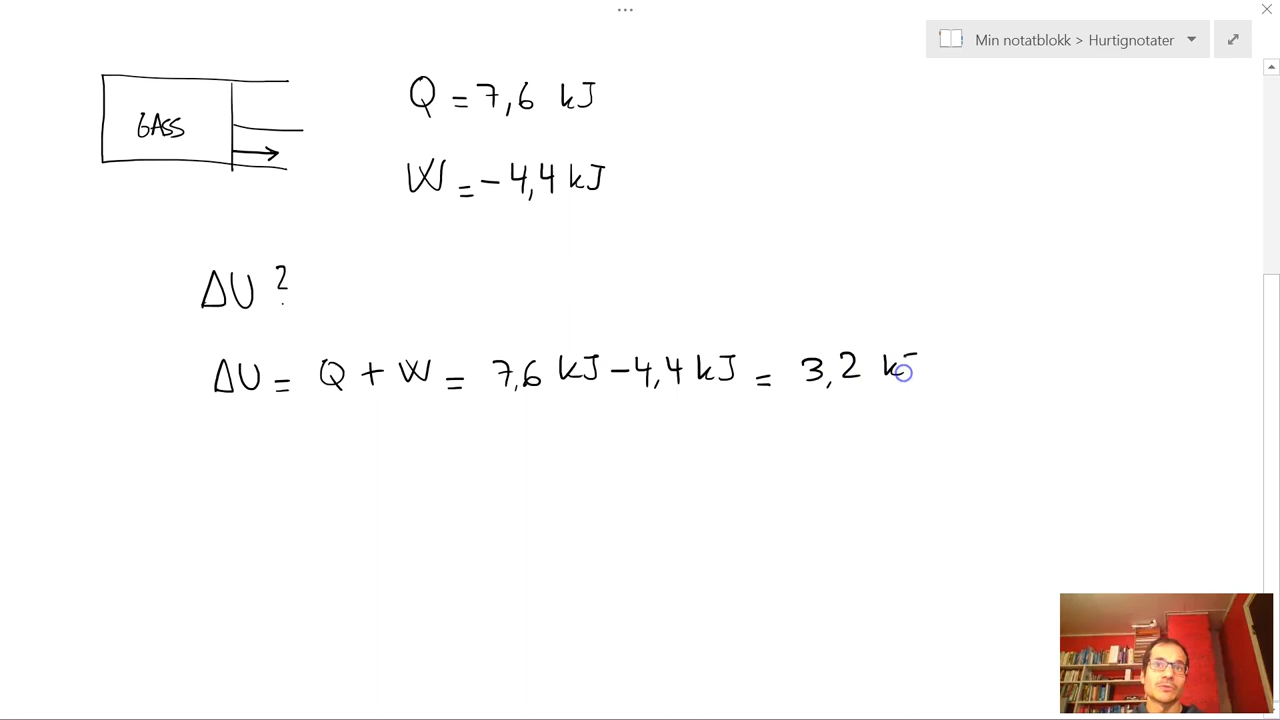 Min notatblokk > Hurtignotater
GASS
Q = 7,6 kJ
W = - 4,4 kJ
ΔU ?
ΔU = Q + W = 7,6 kJ - 4,4 kJ = 3,2 k